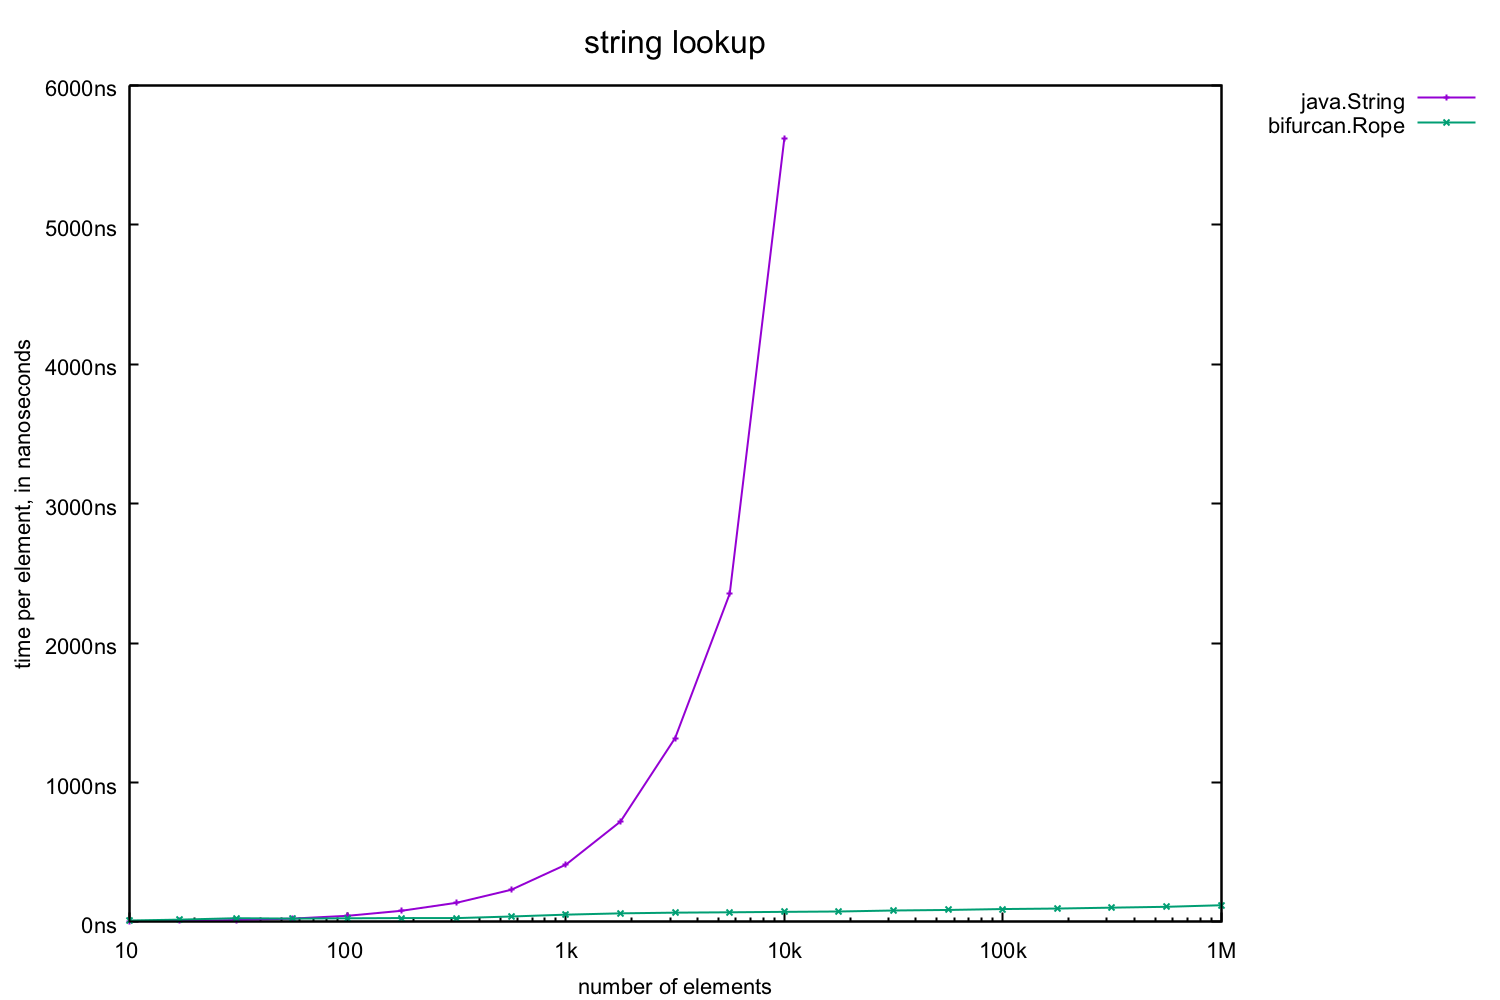 string lookup
6000ns
5000ns
4000ns
3000ns
2000ns
1000ns
0ns
time per element, in nanoseconds
10 100 1k 10k 100k 1M
number of elements
java.String
bifurcan.Rope